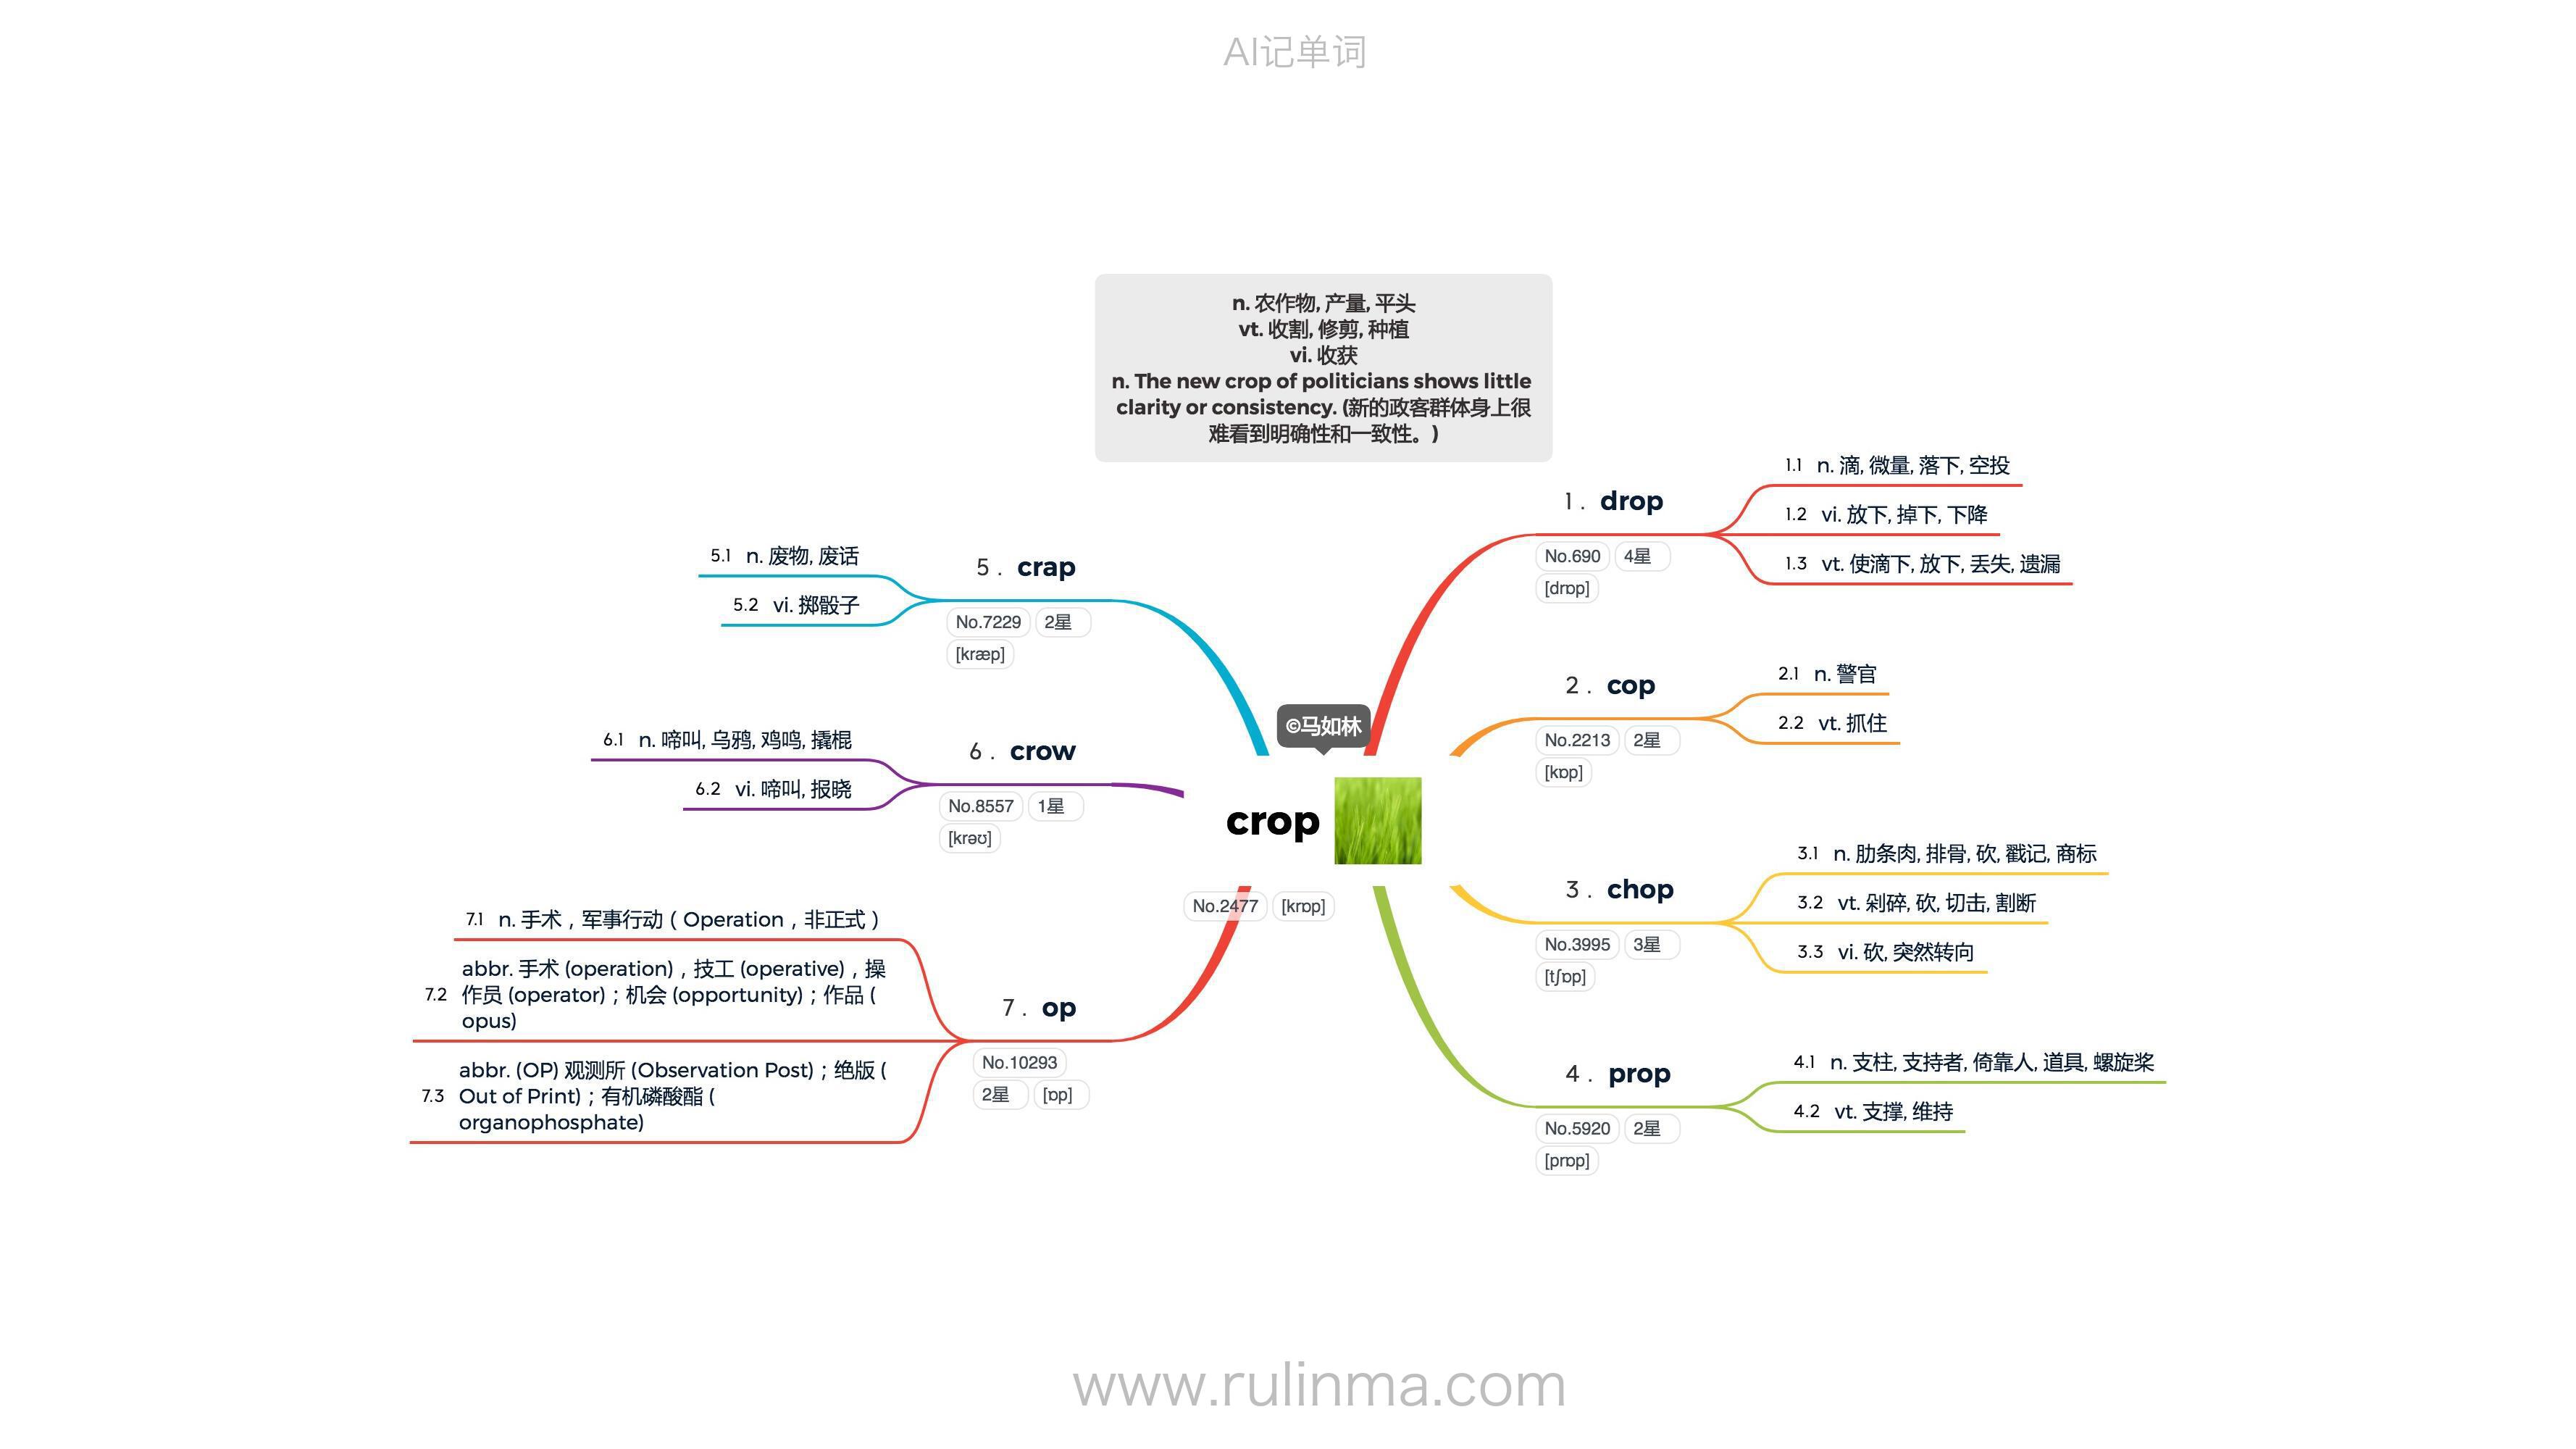 AI记单词
n. 农作物, 产量, 平头
vt. 收割, 修剪, 种植
vi. 收获
n. The new crop of politicians shows little
clarity or consistency. (新的政客群体身上很
难看到明确性和一致性。)
©马如林
crop
No.2477 [krɒp]
1 . drop
No.690 4星
[drɒp]
1.1 n. 滴, 微量, 落下, 空投
1.2 vi. 放下, 掉下, 下降
1.3 vt. 使滴下, 放下, 丢失, 遗漏
2 . cop
No.2213 2星
[kɒp]
2.1 n. 警官
2.2 vt. 抓住
3 . chop
No.3995 3星
[tʃɒp]
3.1 n. 肋条肉, 排骨, 砍, 戳记, 商标
3.2 vt. 剁碎, 砍, 切击, 割断
3.3 vi. 砍, 突然转向
4 . prop
No.5920 2星
[prɒp]
4.1 n. 支柱, 支持者, 倚靠人, 道具, 螺旋桨
4.2 vt. 支撑, 维持
5 . crap
No.7229 2星
[kræp]
5.1 n. 废物, 废话
5.2 vi. 掷骰子
6 . crow
No.8557 1星
[krəʊ]
6.1 n. 啼叫, 乌鸦, 鸡鸣, 撬棍
6.2 vi. 啼叫, 报晓
7 . op
No.10293
2星 [ɒp]
7.1 n. 手术，军事行动（Operation，非正式）
7.2 abbr. 手术 (operation)，技工 (operative)，操
作员 (operator)；机会 (opportunity)；作品 (
opus)
7.3 abbr. (OP) 观测所 (Observation Post)；绝版 (
Out of Print)；有机磷酸酯 (
organophosphate)
www.rulinma.com